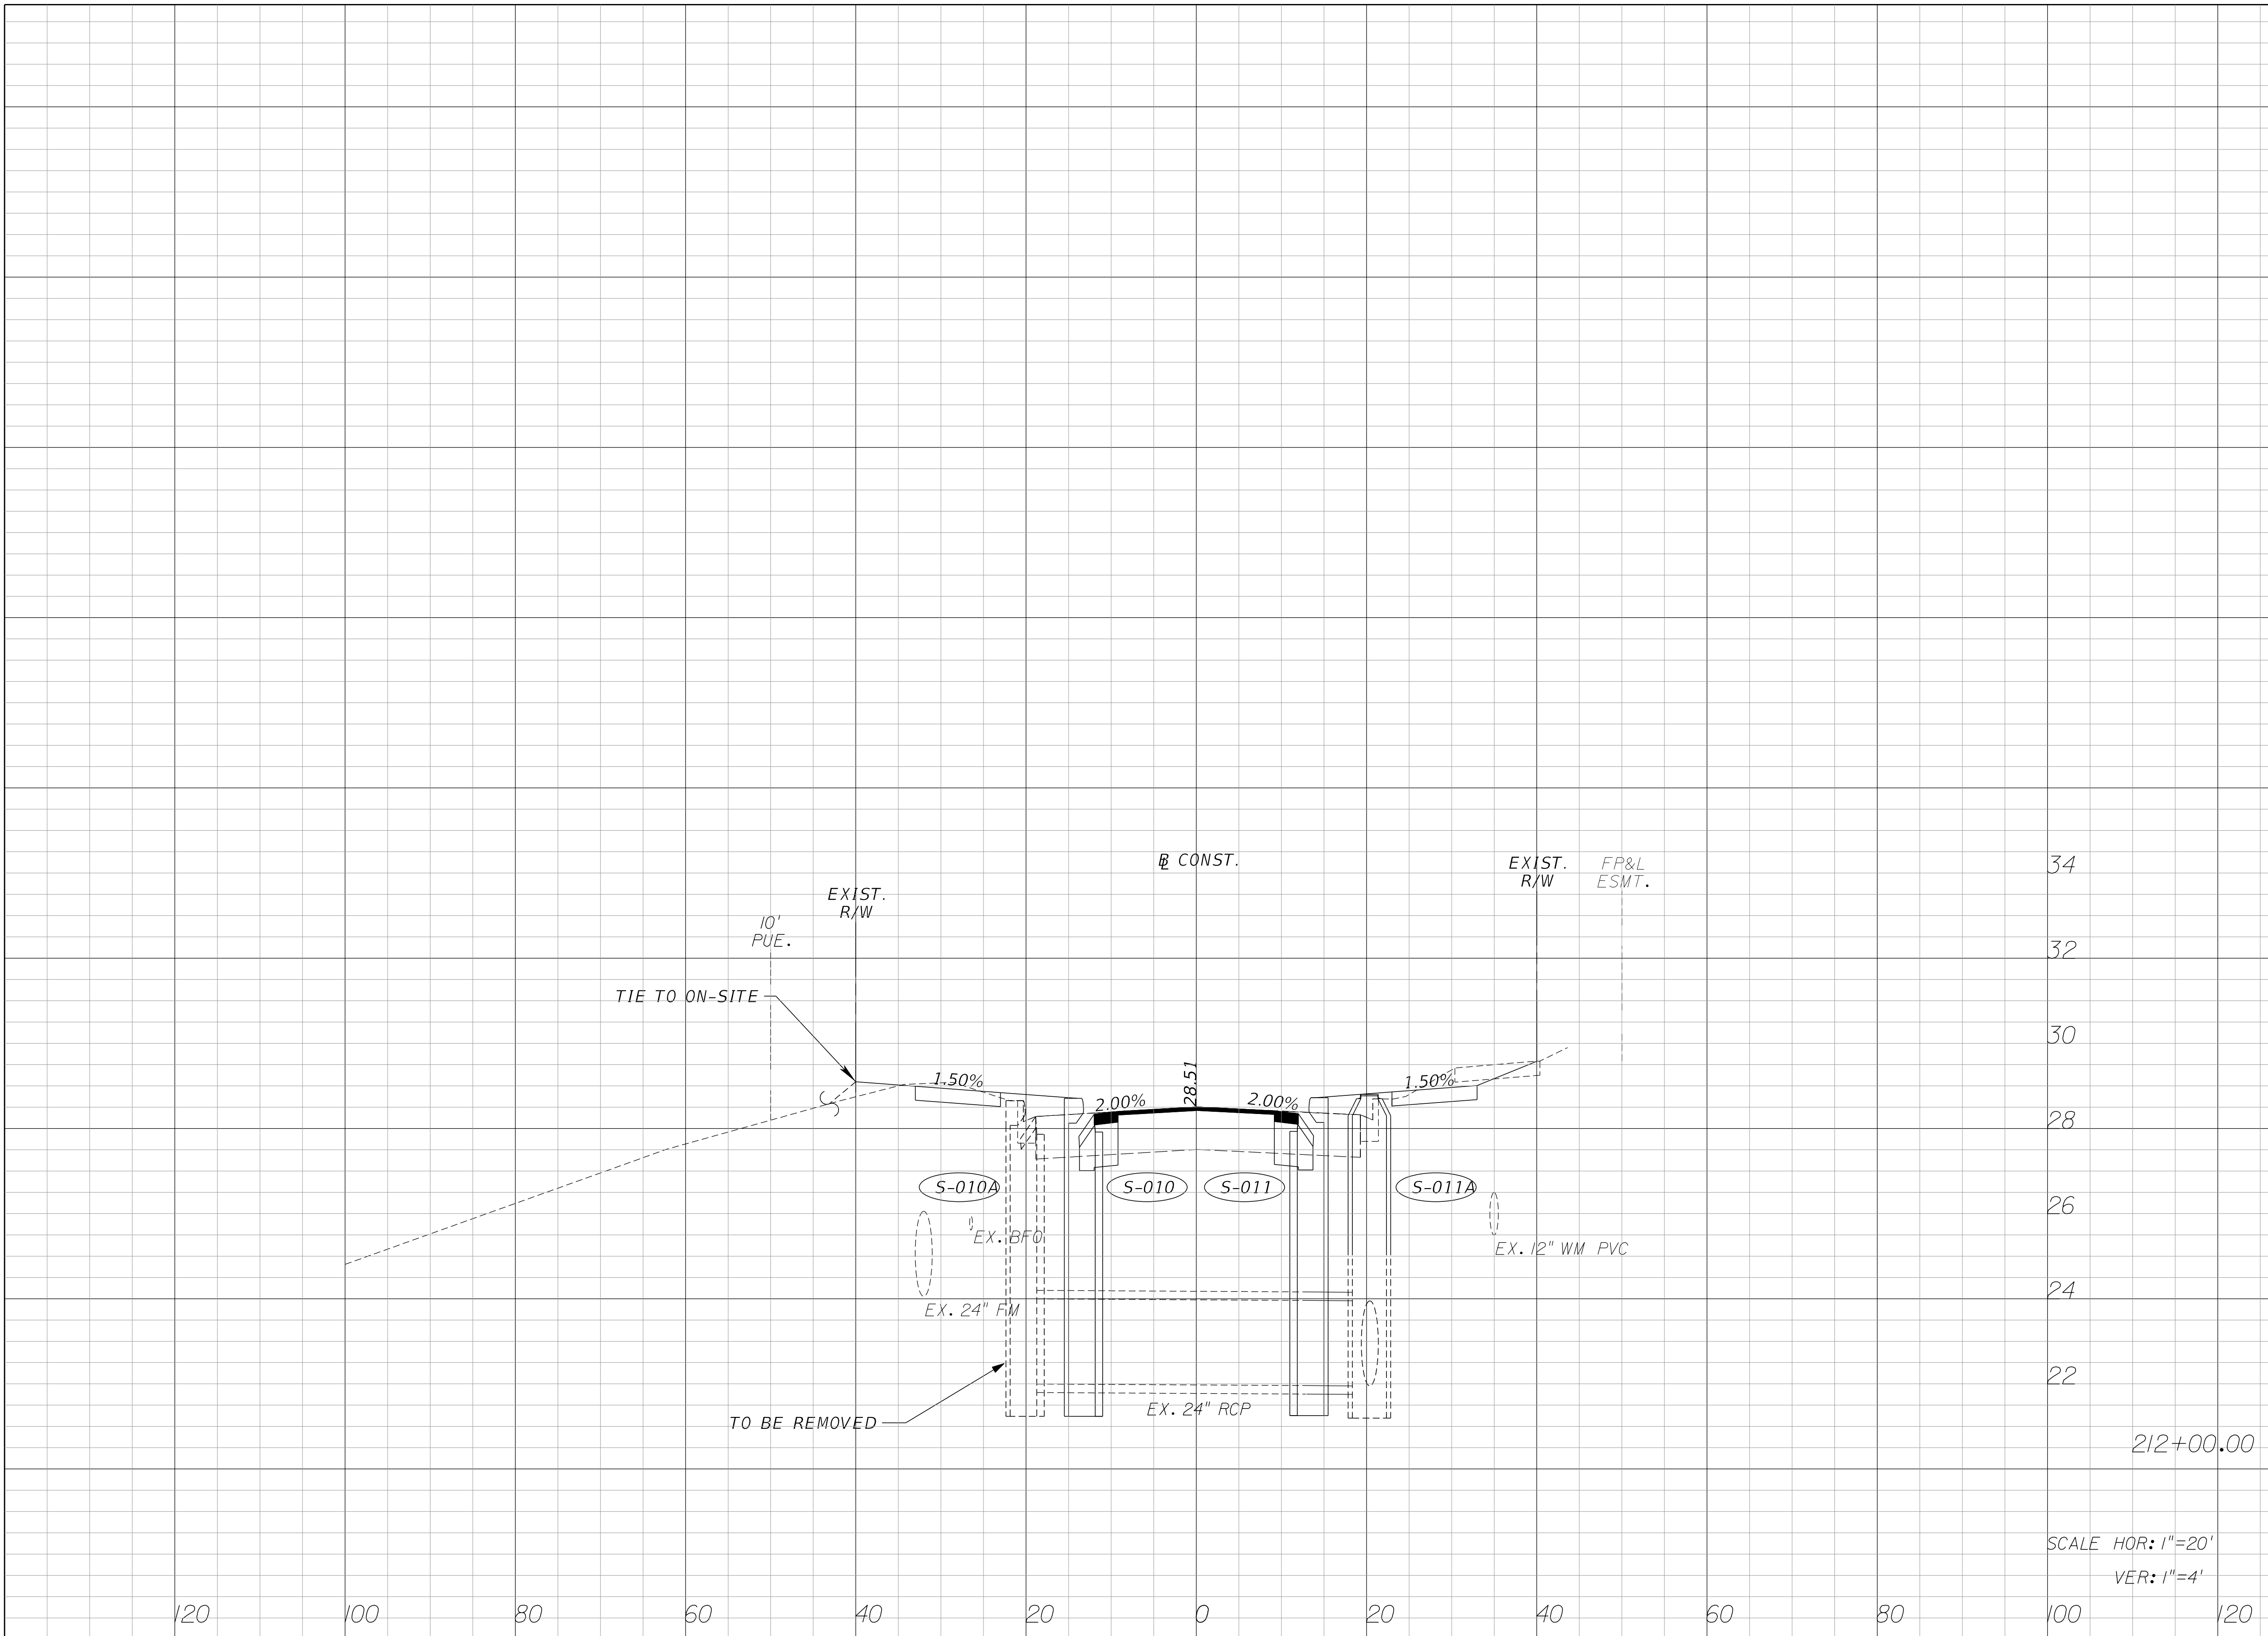 ℄ CONST.
EXIST.
R/W
FP&L
ESMT.
34
EXIST.
R/W
10'
PUE.
32
TIE TO ON-SITE
30
1.50%
2.00%
28.51
2.00%
1.50%
28
S-010A
S-010
S-011
S-011A
26
EX. BFO
EX. 12" WM PVC
24
EX. 24" FM
22
EX. 24" RCP
TO BE REMOVED
212+00.00
SCALE HOR: 1"=20'
VER: 1"=4'
120 100 80 60 40 20 0 20 40 60 80 100 120